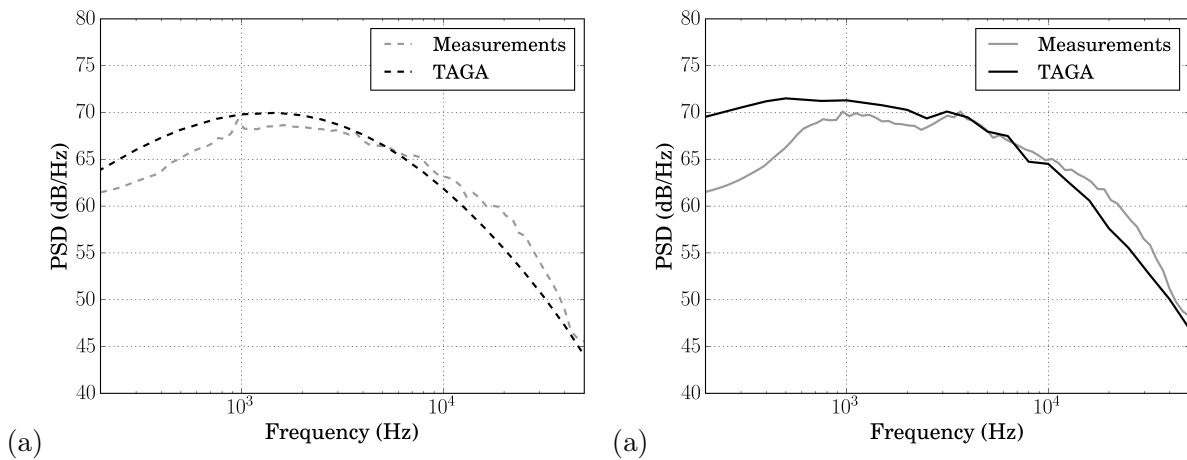 80
75
70
65
60
55
50
45
40
PSD (dB/Hz)
10³
10⁴
Frequency (Hz)
Measurements
TAGA
(a)
80
75
70
65
60
55
50
45
40
PSD (dB/Hz)
10³
10⁴
Frequency (Hz)
Measurements
TAGA
(a)